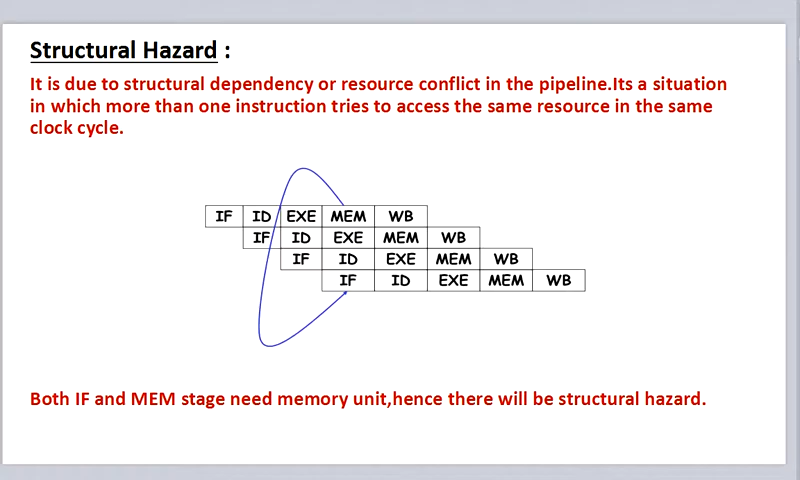 Structural Hazard :
It is due to structural dependency or resource conflict in the pipeline.Its a situation
in which more than one instruction tries to access the same resource in the same
clock cycle.
IF ID EXE MEM WB
IF ID EXE MEM WB
IF ID EXE MEM WB
IF ID EXE MEM WB
Both IF and MEM stage need memory unit,hence there will be structural hazard.